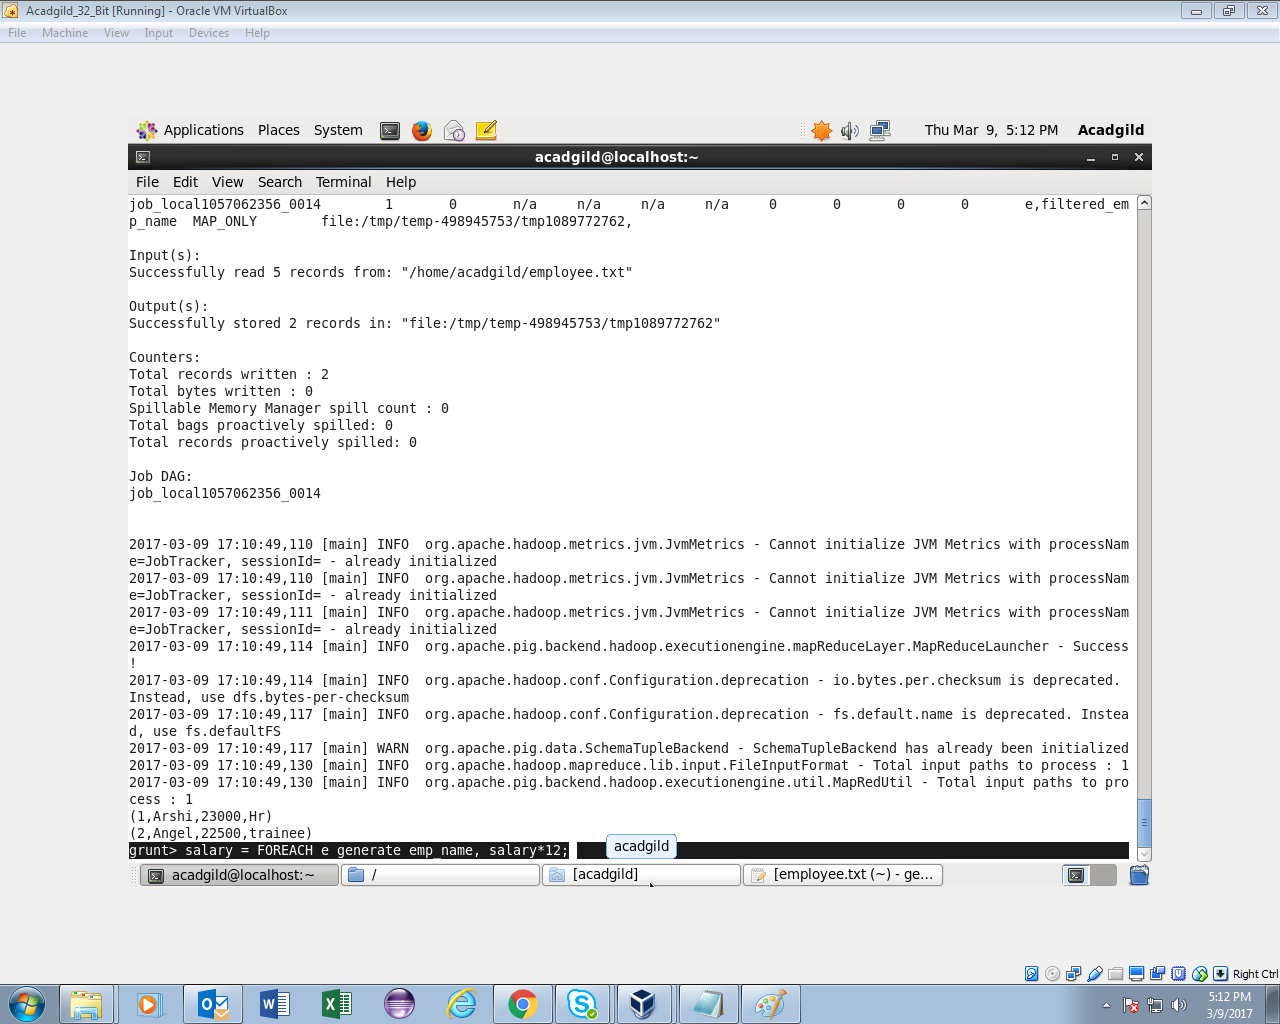 Acadgild_32_Bit [Running] - Oracle VM VirtualBox
File Machine View Input Devices Help
Applications Places System Thu Mar 9, 5:12 PM Acadgild
acadgild@localhost:~
File Edit View Search Terminal Help
job_local1057062356_0014 1 0 n/a n/a n/a n/a 0 0 0 0 e,filtered_em
p_name MAP_ONLY file:/tmp/temp-498945753/tmp1089772762,
Input(s):
Successfully read 5 records from: "/home/acadgild/employee.txt"
Output(s):
Successfully stored 2 records in: "file:/tmp/temp-498945753/tmp1089772762"
Counters:
Total records written : 2
Total bytes written : 0
Spillable Memory Manager spill count : 0
Total bags proactively spilled: 0
Total records proactively spilled: 0
Job DAG:
job_local1057062356_0014
2017-03-09 17:10:49,110 [main] INFO org.apache.hadoop.metrics.jvm.JvmMetrics - Cannot initialize JVM Metrics with processNam
e=JobTracker, sessionId= - already initialized
2017-03-09 17:10:49,110 [main] INFO org.apache.hadoop.metrics.jvm.JvmMetrics - Cannot initialize JVM Metrics with processNam
e=JobTracker, sessionId= - already initialized
2017-03-09 17:10:49,111 [main] INFO org.apache.hadoop.metrics.jvm.JvmMetrics - Cannot initialize JVM Metrics with processNam
e=JobTracker, sessionId= - already initialized
2017-03-09 17:10:49,114 [main] INFO org.apache.pig.backend.hadoop.executionengine.mapReduceLayer.MapReduceLauncher - Success
!
2017-03-09 17:10:49,114 [main] INFO org.apache.hadoop.conf.Configuration.deprecation - io.bytes.per.checksum is deprecated.
Instead, use dfs.bytes-per-checksum
2017-03-09 17:10:49,117 [main] INFO org.apache.hadoop.conf.Configuration.deprecation - fs.default.name is deprecated. Instea
d, use fs.defaultFS
2017-03-09 17:10:49,117 [main] WARN org.apache.pig.data.SchemaTupleBackend - SchemaTupleBackend has already been initialized
2017-03-09 17:10:49,130 [main] INFO org.apache.hadoop.mapreduce.lib.input.FileInputFormat - Total input paths to process : 1
2017-03-09 17:10:49,130 [main] INFO org.apache.pig.backend.hadoop.executionengine.util.MapRedUtil - Total input paths to pro
cess : 1
(1,Arshi,23000,Hr)
(2,Angel,22500,trainee)
grunt> salary = FOREACH e generate emp_name, salary*12;
acadgild
acadgild@localhost:~ / [acadgild] [employee.txt (~) - ge...
Right Ctrl
5:12 PM
3/9/2017